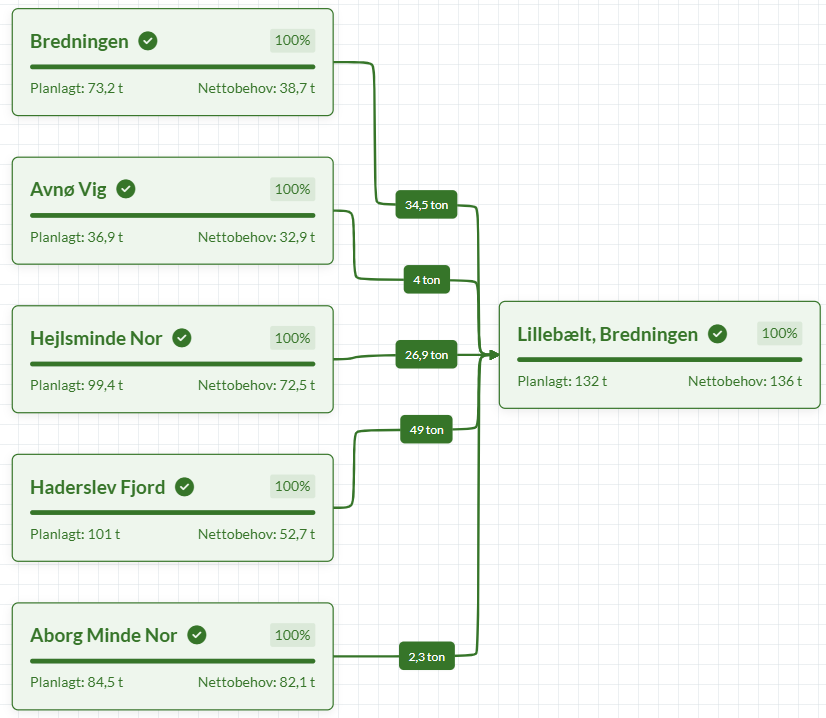 Bredningen 100%
Planlagt: 73,2 t Nettobehov: 38,7 t
34,5 ton
Avnø Vig 100%
Planlagt: 36,9 t Nettobehov: 32,9 t
4 ton
Hejlsminde Nor 100%
Planlagt: 99,4 t Nettobehov: 72,5 t
26,9 ton
Haderslev Fjord 100%
Planlagt: 101 t Nettobehov: 52,7 t
49 ton
Aborg Minde Nor 100%
Planlagt: 84,5 t Nettobehov: 82,1 t
2,3 ton
Lillebælt, Bredningen 100%
Planlagt: 132 t Nettobehov: 136 t